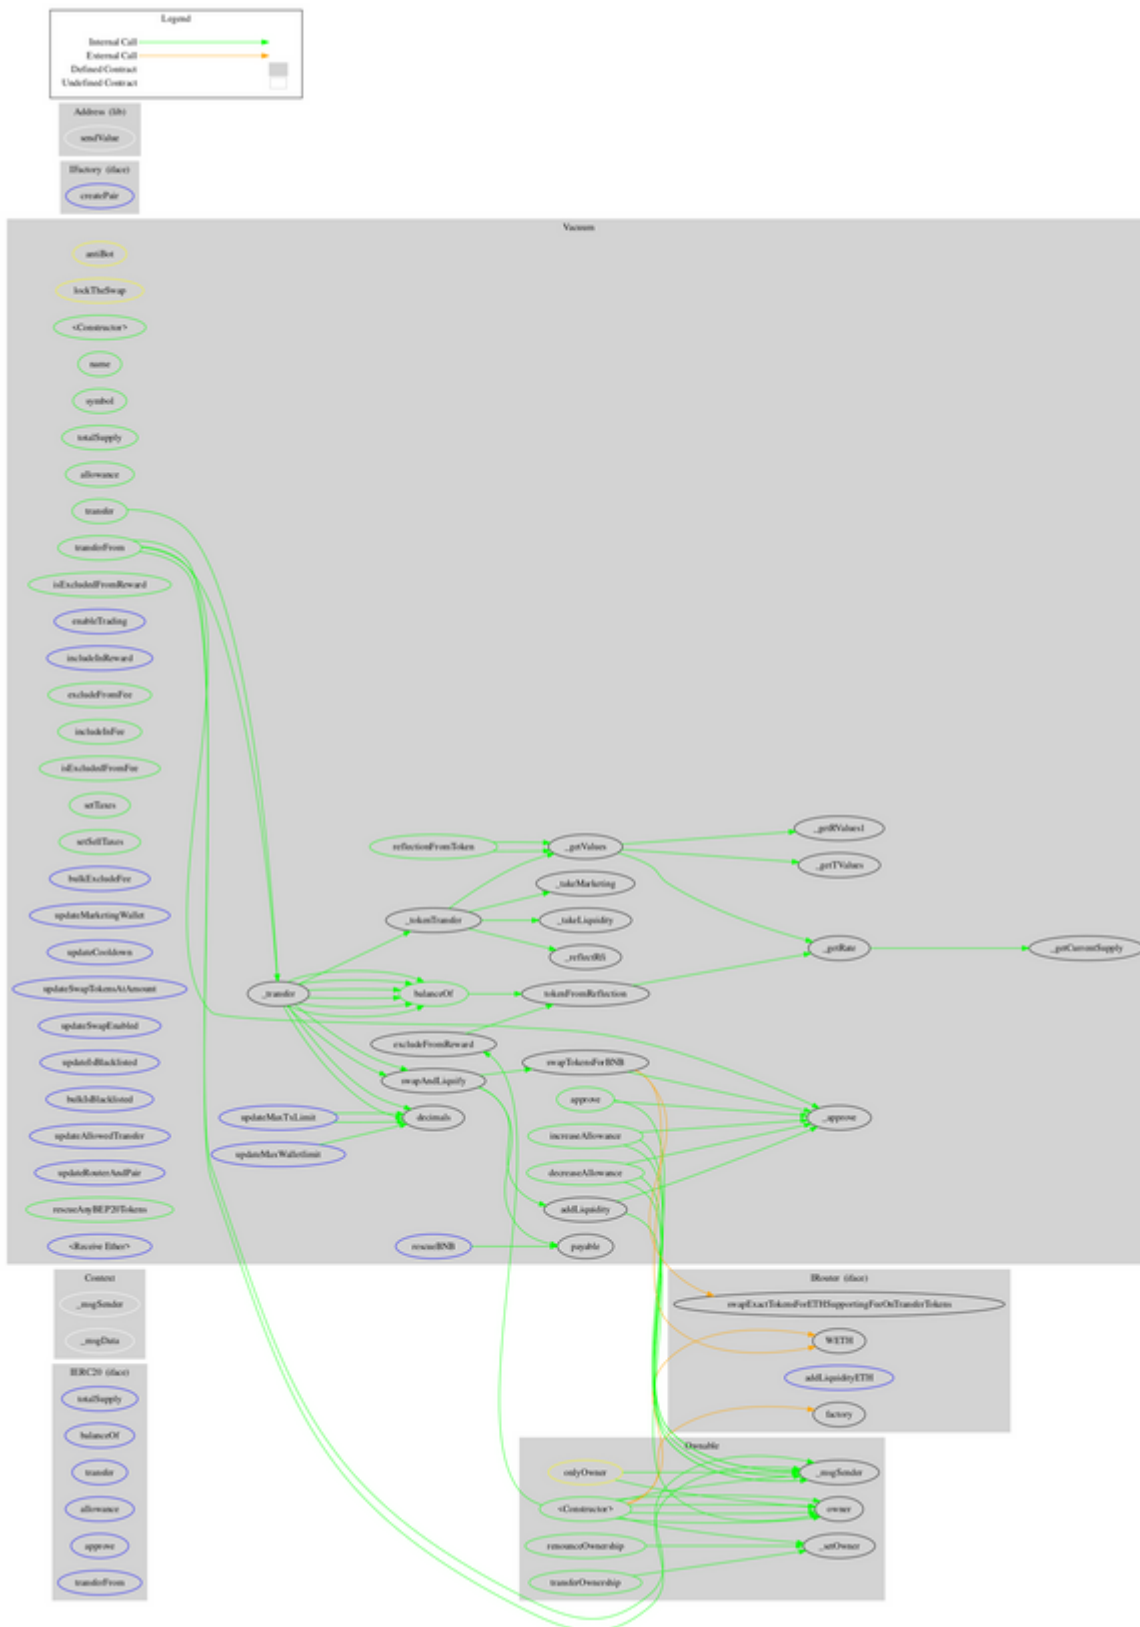 Legend
Internal Call
External Call
Defined Contract
Undefined Contract
Address (lib)
sendValue
IFactory (iface)
createPair
Vacuum
antiBot
lockTheSwap
<Constructor>
name
symbol
totalSupply
allowance
transfer
transferFrom
isExcludedFromReward
enableTrading
includeInReward
excludeFromFee
includeInFee
isExcludedFromFee
setTaxes
setSellTaxes
bulkExcludeFee
updateMarketingWallet
updateCooldown
updateSwapTokensAtAmount
updateSwapEnabled
updateIsBlacklisted
bulkIsBlacklisted
updateAllowedTransfer
updateRouterAndPair
rescueAnyBEP20Tokens
<Receive Ether>
_transfer
reflectionFromToken
_tokenTransfer
balanceOf
excludeFromReward
swapAndLiquify
decimals
updateMaxTxLimit
updateMaxWalletlimit
rescueBNB
_getValues
_takeMarketing
_takeLiquidity
_reflectRfi
tokenFromReflection
swapTokensForBNB
approve
increaseAllowance
decreaseAllowance
addLiquidity
payable
_getRValues1
_getTValues
_getRate
_getCurrentSupply
_approve
Context
_msgSender
_msgData
IERC20 (iface)
totalSupply
balanceOf
transfer
allowance
approve
transferFrom
IRouter (iface)
swapExactTokensForETHSupportingFeeOnTransferTokens
WETH
addLiquidityETH
factory
Ownable
onlyOwner
<Constructor>
renounceOwnership
transferOwnership
_msgSender
owner
_setOwner